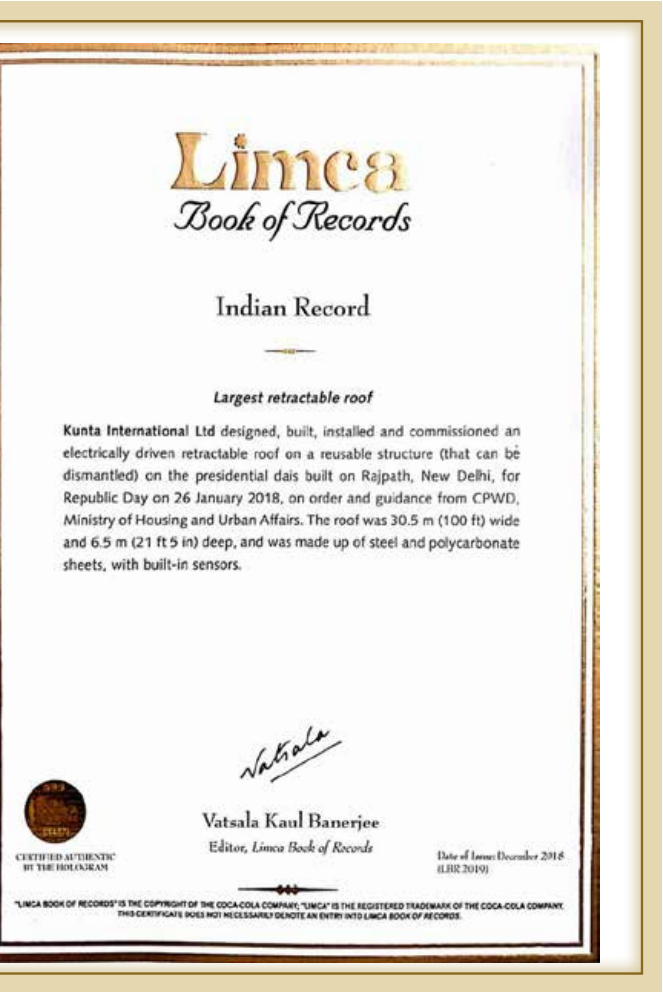 Limca
Book of Records
Indian Record
Largest retractable roof
Kunta International Ltd designed, built, installed and commissioned an
electrically driven retractable roof on a reusable structure (that can be
dismantled) on the presidential dais built on Rajpath, New Delhi, for
Republic Day on 26 January 2018, on order and guidance from CPWD,
Ministry of Housing and Urban Affairs. The roof was 30.5 m (100 ft) wide
and 6.5 m (21 ft 5 in) deep, and was made up of steel and polycarbonate
sheets, with built-in sensors.
Vatsala
Vatsala Kaul Banerjee
Editor, Limca Book of Records
CERTIFIED AUTHENTIC
BY THE HOLOGRAM
Date of Issue: December 2018
(LBR 2019)
"LIMCA BOOK OF RECORDS" IS THE COPYRIGHT OF THE COCA-COLA COMPANY; "LIMCA" IS THE REGISTERED TRADEMARK OF THE COCA-COLA COMPANY.
THIS CERTIFICATE DOES NOT NECESSARILY DENOTE AN ENTRY INTO LIMCA BOOK OF RECORDS.